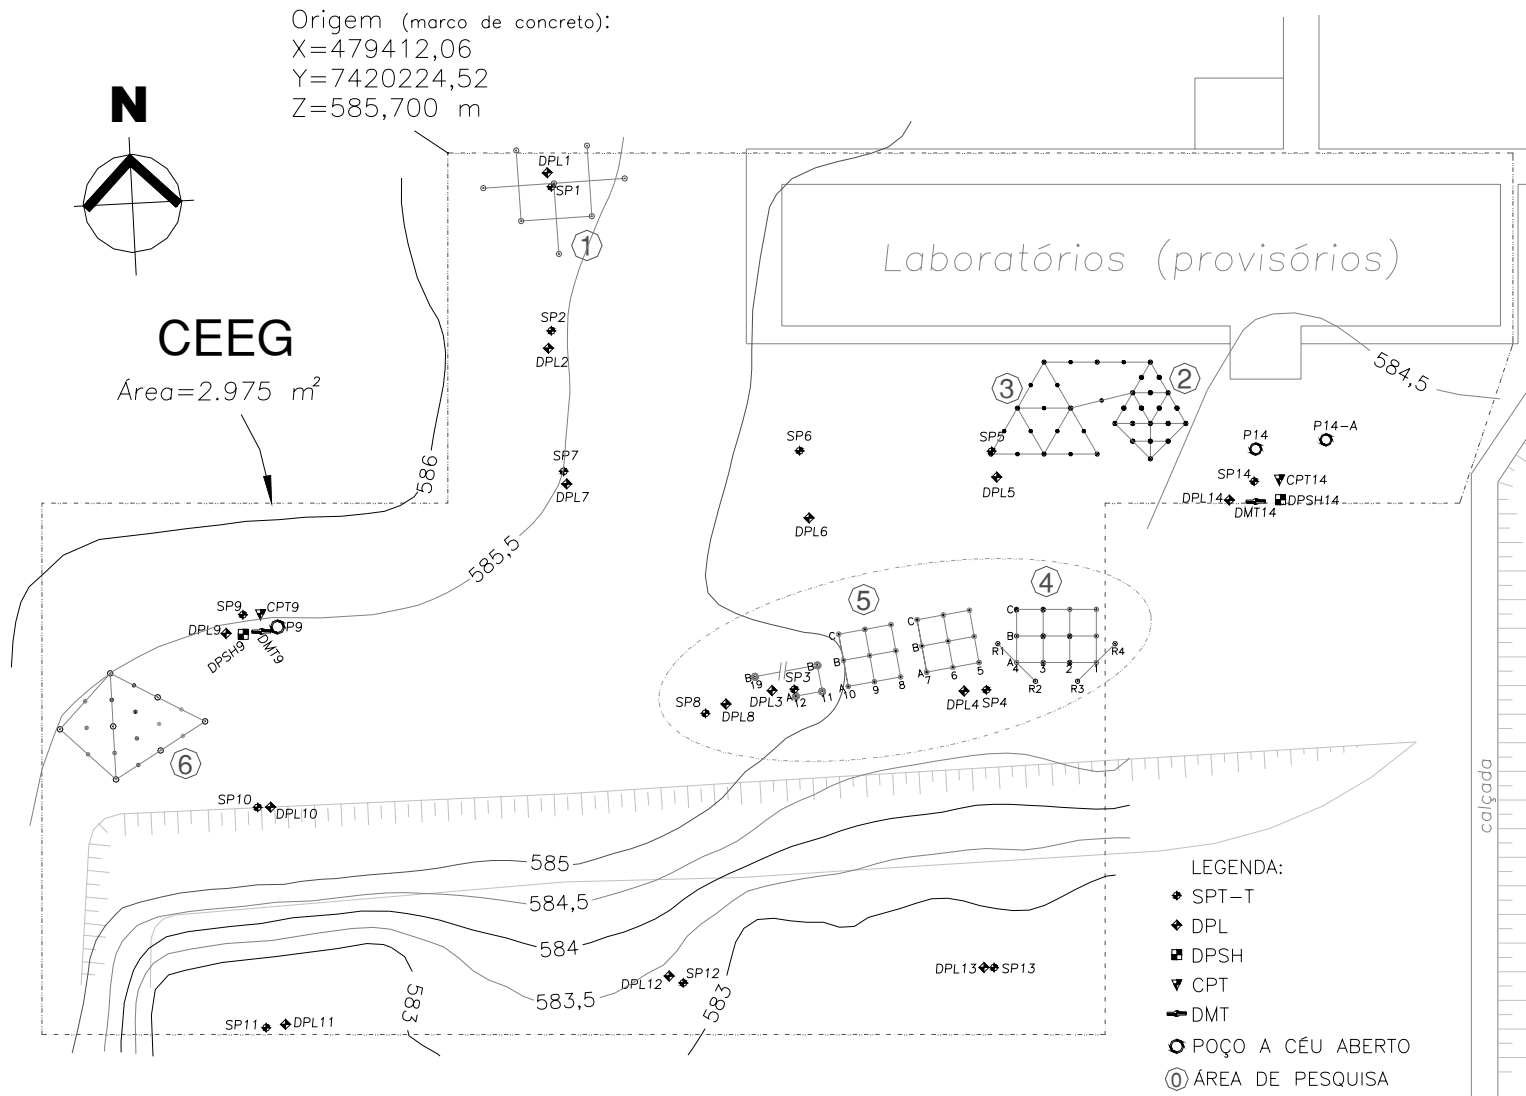 Origem (marco de concreto):
X=479412,06
Y=7420224,52
Z=585,700 m
N
CEEG
Área=2.975 m²
DPL1
SP1
1
Laboratórios (provisórios)
SP2
DPL2
3
2
584,5
SP6
SP5
P14
P14-A
586
SP7
DPL7
DPL5
SP14
CPT14
DPL14
DMT14
DPSH14
DPL6
585,5
5
4
SP9
CPT9
DPL9
P9
DPSH9
DMT9
C
B
A
10
9
8
C
B
A
7
6
5
C
B
A
4
3
2
1
R1
R4
R2
R3
B
19
B
SP3
A
12
11
DPL3
SP8
DPL8
DPL4
SP4
6
SP10
DPL10
calçada
585
584,5
584
583,5
583
583
DPL12
SP12
DPL13
SP13
SP11
DPL11
LEGENDA:
SPT-T
DPL
DPSH
CPT
DMT
POÇO A CÉU ABERTO
0 ÁREA DE PESQUISA